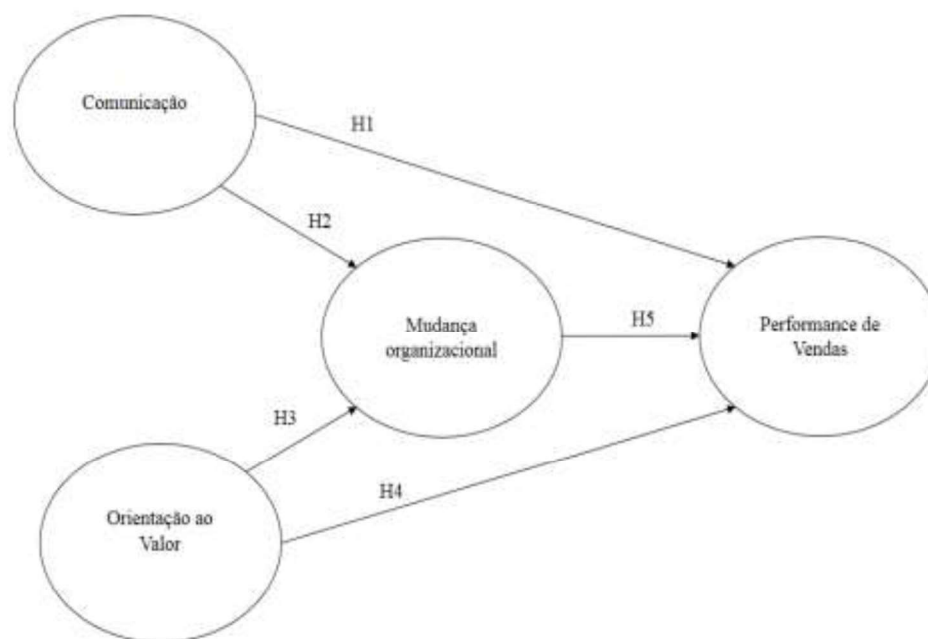 Comunicação
H1
H2
Mudança
organizacional
H5
Performance de
Vendas
H3
H4
Orientação ao
Valor